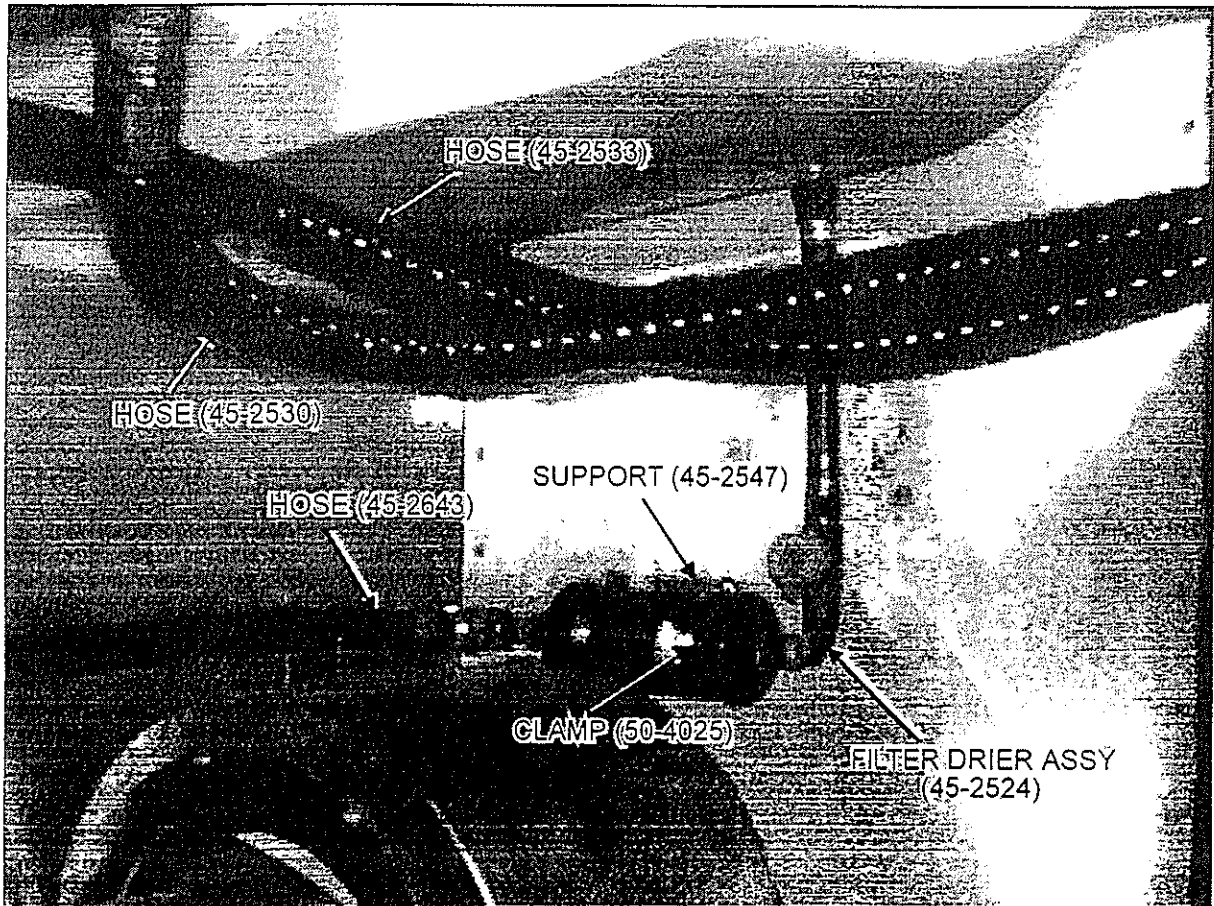 HOSE (45-2533)
HOSE (45-2530)
SUPPORT (45-2547)
HOSE (45-2643)
CLAMP (50-4025)
FILTER DRIER ASSY
(45-2524)